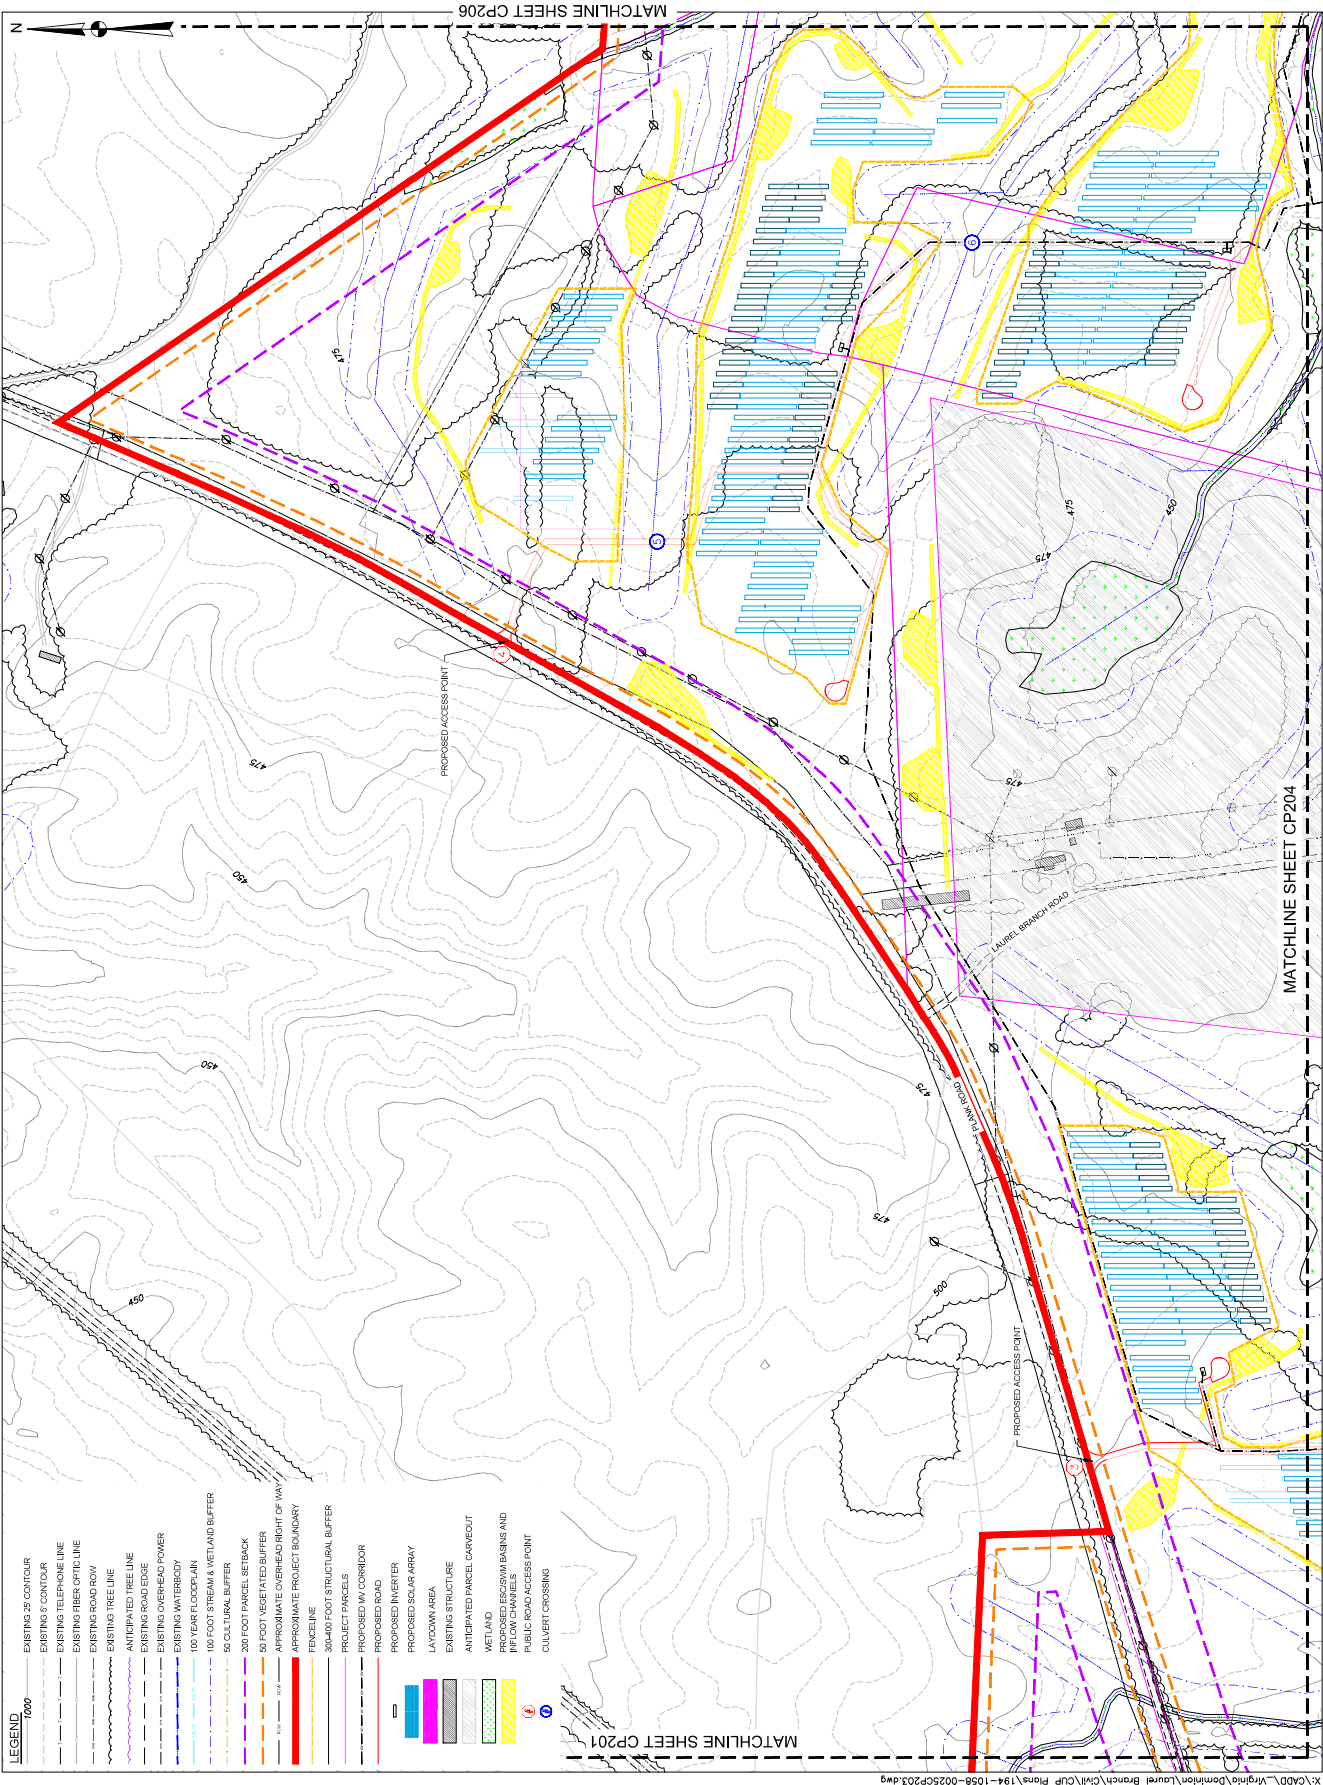 N
MATCHLINE SHEET CP206
475
PROPOSED ACCESS POINT
4
5
6
475
475
450
475
475
450
450
475
475
450
500
LAUREL BRANCH ROAD
PLANK ROAD
MATCHLINE SHEET CP204
PROPOSED ACCESS POINT
3
MATCHLINE SHEET CP201
LEGEND
1000
EXISTING 25' CONTOUR
EXISTING 5' CONTOUR
EXISTING TELEPHONE LINE
EXISTING FIBER OPTIC LINE
EXISTING ROAD ROW
EXISTING TREE LINE
ANTICIPATED TREE LINE
EXISTING ROAD EDGE
EXISTING OVERHEAD POWER
EXISTING WATERBODY
100 YEAR FLOODPLAIN
100 FOOT STREAM & WETLAND BUFFER
50' CULTURAL BUFFER
200 FOOT PARCEL SETBACK
50 FOOT VEGETATED BUFFER
APPROXIMATE OVERHEAD RIGHT OF WAY
APPROXIMATE PROJECT BOUNDARY
FENCELINE
300-400 FOOT STRUCTURAL BUFFER
PROJECT PARCELS
PROPOSED MV CORRIDOR
PROPOSED ROAD
PROPOSED INVERTER
PROPOSED SOLAR ARRAY
LAYDOWN AREA
EXISTING STRUCTURE
ANTICIPATED PARCEL CARVEOUT
WETLAND
PROPOSED ESC/SWM BASINS AND
INFLOW CHANNELS
PUBLIC ROAD ACCESS POINT
CULVERT CROSSING
#
#
X:\CADD\_Virginia\Dominion\Laurel Branch\Civil\CUP Plans\194-1058-0025CP203.dwg